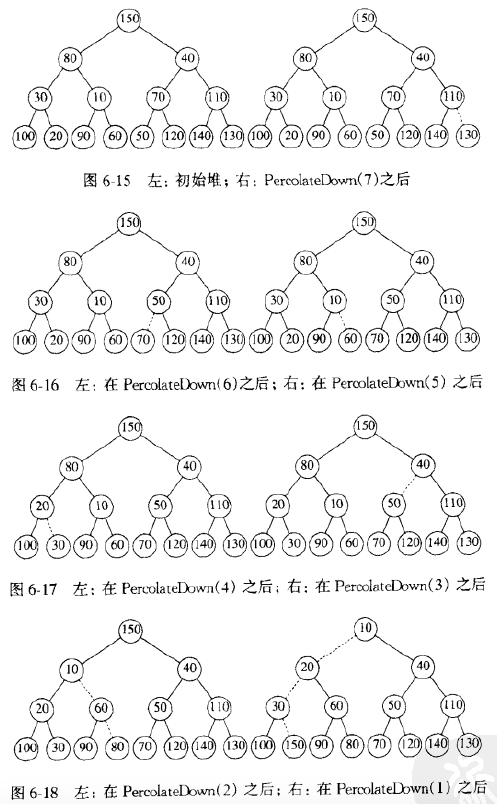 150 150
80 40 80 40
30 10 70 110 30 10 70 110
100 20 90 60 50 120 140 130 100 20 90 60 50 120 140 130
图 6-15 左: 初始堆; 右: PercolateDown(7)之后
150 150
80 40 80 40
30 10 50 110 30 10 50 110
100 20 90 60 70 120 140 130 100 20 90 60 70 120 140 130
图 6-16 左: 在 PercolateDown(6)之后; 右: 在 PercolateDown(5) 之后
150 150
80 40 80 40
20 10 50 110 20 10 50 110
100 30 90 60 70 120 140 130 100 30 90 60 70 120 140 130
图 6-17 左: 在 PercolateDown(4) 之后; 右: 在 PercolateDown(3) 之后
150 10
10 40 20 40
20 60 50 110 30 60 50 110
100 30 90 80 70 120 140 130 100 150 90 80 70 120 140 130
图 6-18 左: 在 PercolateDown(2) 之后; 右: 在 PercolateDown(1) 之后